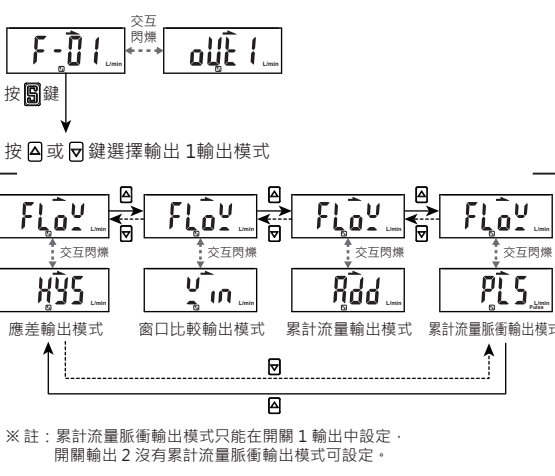 交互
閃爍
F-01 L/min oUt1 L/min
按 S 鍵
按 △ 或 ▽ 鍵選擇輸出 1輸出模式
△ △ △
FLoW L/min FLoW L/min FLoW L/min FLoW L/min
▽ ▽ ▽
交互閃爍 交互閃爍 交互閃爍 交互閃爍
HYS L/min Win L/min Add L/min PLS L/min Pulse
應差輸出模式 窗口比較輸出模式 累計流量輸出模式 累計流量脈衝輸出模式
▽
△
※註：累計流量脈衝輸出模式只能在開關 1 輸出中設定，
開關輸出 2 沒有累計流量脈衝輸出模式可設定。